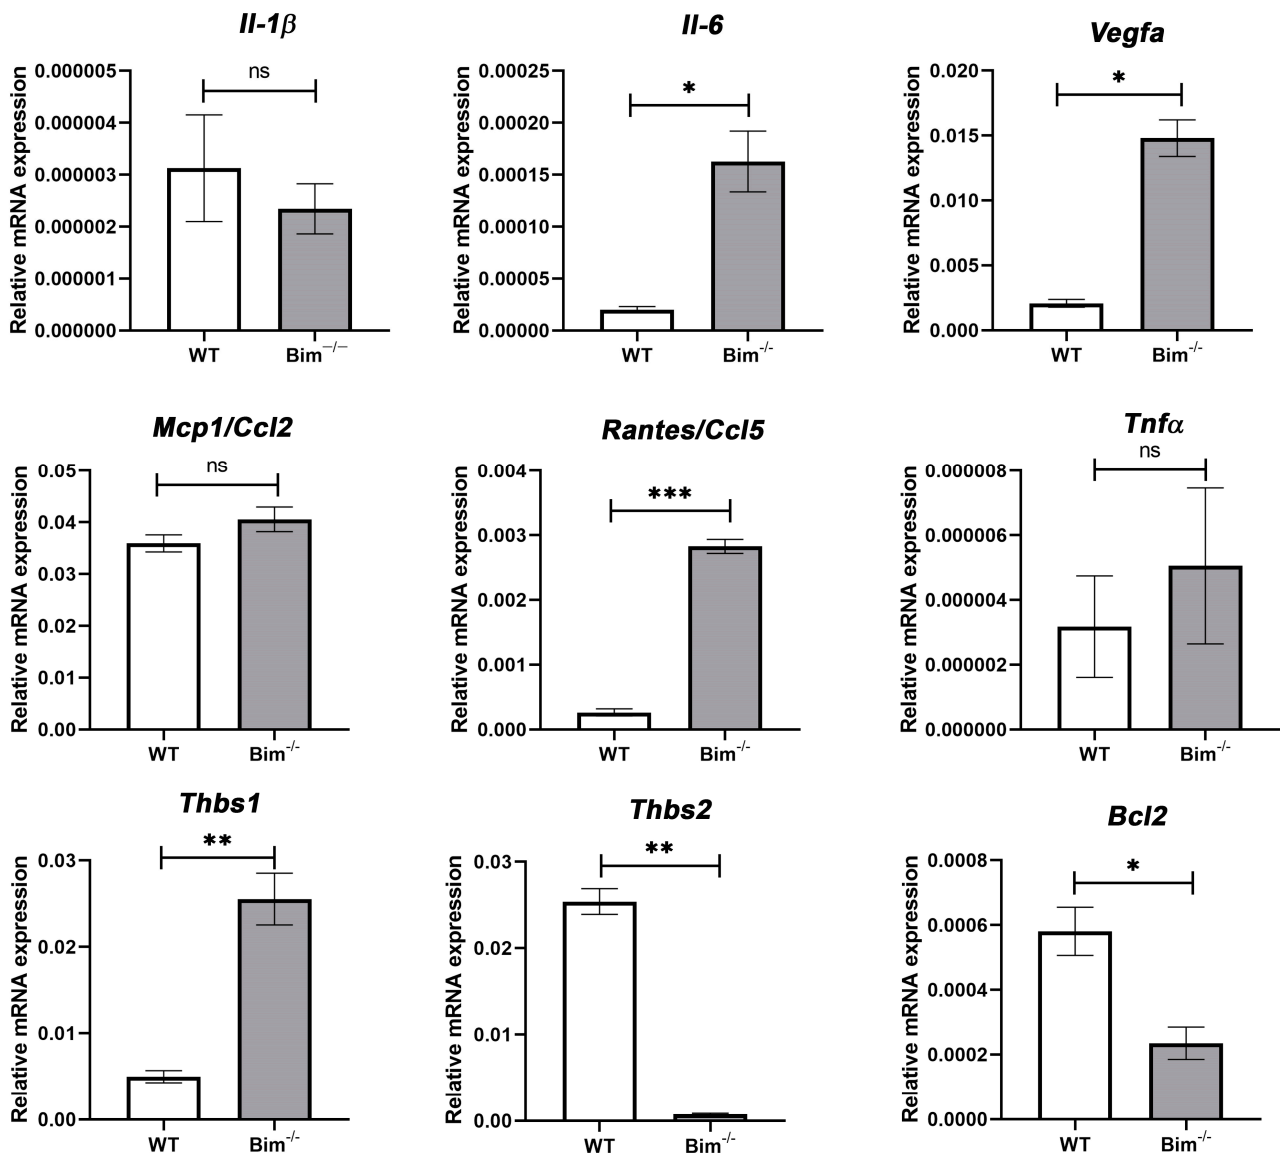 Il-1β
Relative mRNA expression
0.000005
0.000004
0.000003
0.000002
0.000001
0.000000
ns
WT
Bim−/−
Il-6
Relative mRNA expression
0.00025
0.00020
0.00015
0.00010
0.00005
0.00000
*
WT
Bim-/-
Vegfa
Relative mRNA expression
0.020
0.015
0.010
0.005
0.000
*
WT
Bim-/-
Mcp1/Ccl2
Relative mRNA expression
0.05
0.04
0.03
0.02
0.01
0.00
ns
WT
Bim-/-
Rantes/Ccl5
Relative mRNA expression
0.004
0.003
0.002
0.001
0.000
***
WT
Bim-/-
Tnfα
Relative mRNA expression
0.000008
0.000006
0.000004
0.000002
0.000000
ns
WT
Bim-/-
Thbs1
Relative mRNA expression
0.03
0.02
0.01
0.00
**
WT
Bim-/-
Thbs2
Relative mRNA expression
0.03
0.02
0.01
0.00
**
WT
Bim-/-
Bcl2
Relative mRNA expression
0.0008
0.0006
0.0004
0.0002
0.0000
*
WT
Bim-/-